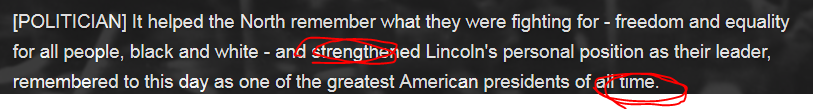 [POLITICIAN] It helped the North remember what they were fighting for - freedom and equality
for all people, black and white - and strengthened Lincoln's personal position as their leader,
remembered to this day as one of the greatest American presidents of all time.